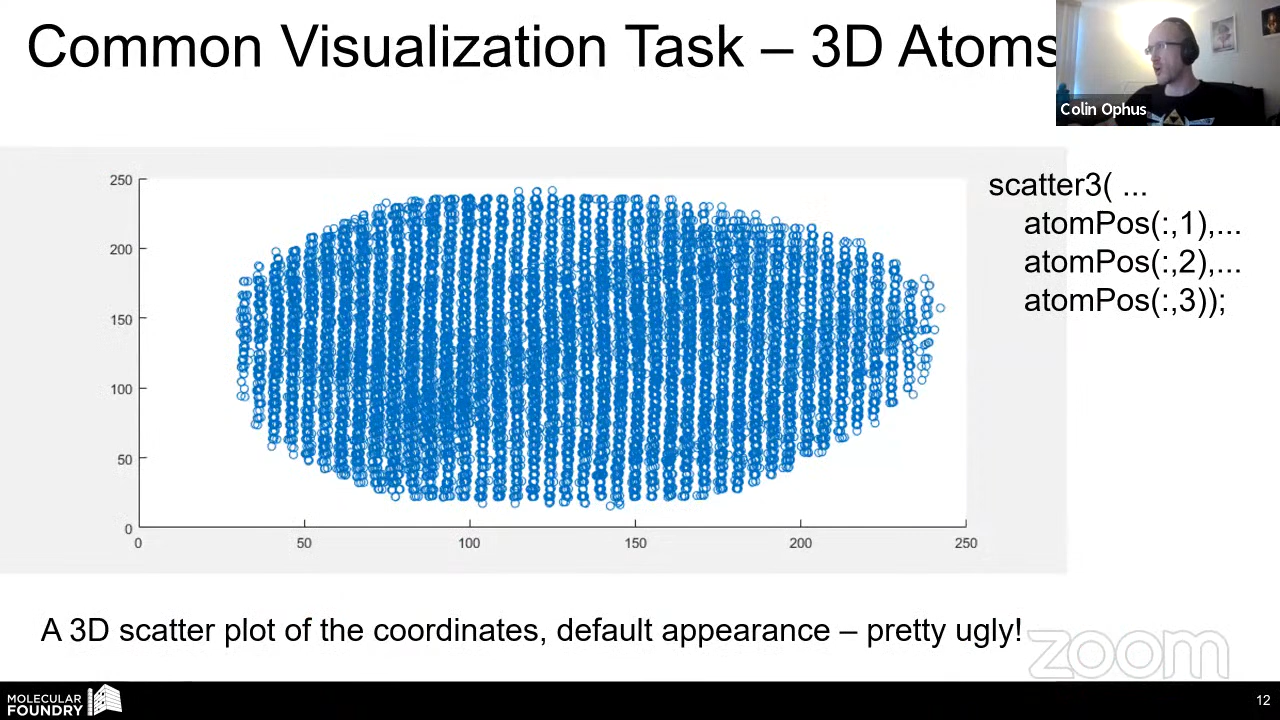 Common Visualization Task – 3D Atoms
Colin Ophus
scatter3( ...
atomPos(:,1),...
atomPos(:,2),...
atomPos(:,3));
250
200
150
100
50
0
0
50
100
150
200
250
A 3D scatter plot of the coordinates, default appearance – pretty ugly!
zoom
MOLECULAR
FOUNDRY
12